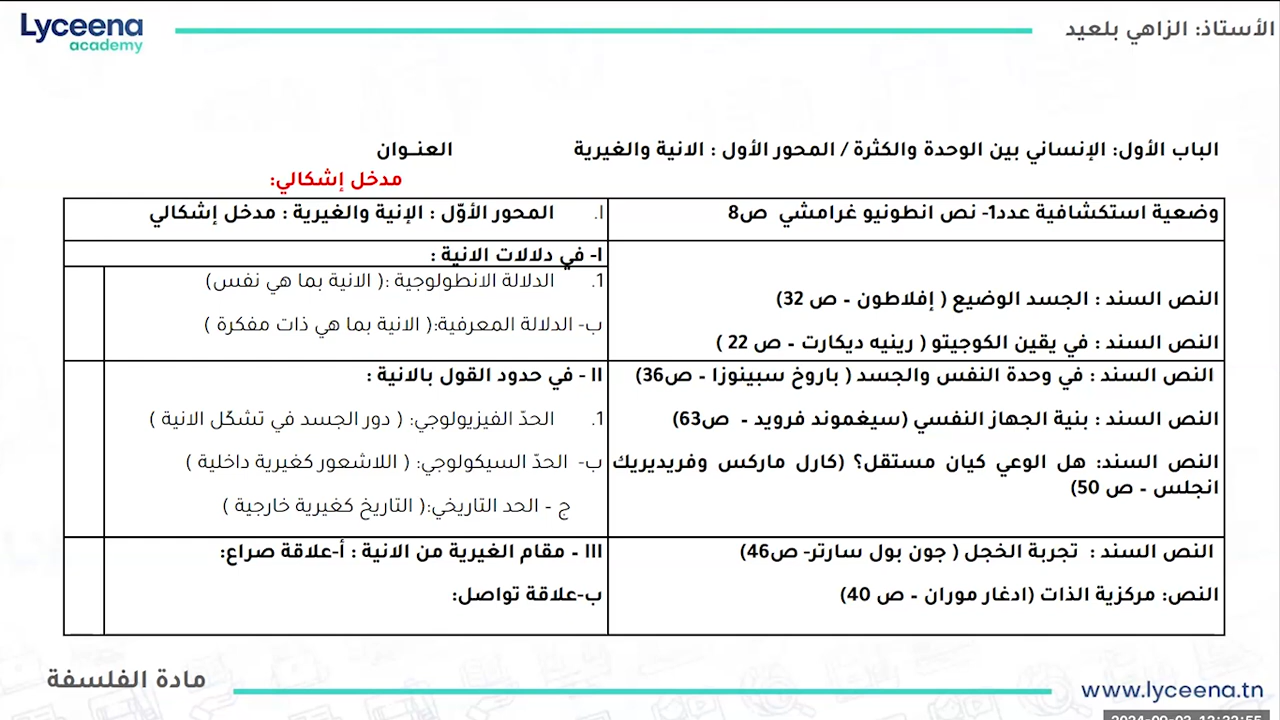 Lyceena
academy
الأستاذ: الزاهي بلعيد
الباب الأول: الإنساني بين الوحدة والكثرة / المحور الأول : الانية والغيرية العنـوان
مدخل إشكالي:
وضعية استكشافية عدد1- نص انطونيو غرامشي ص8
I. المحور الأوّل : الإنية والغيرية : مدخل إشكالي
I- في دلالات الانية :
النص السند : الجسد الوضيع ( إفلاطون – ص 32)
النص السند : في يقين الكوجيتو ( رينيه ديكارت – ص 22 )
1. الدلالة الانطولوجية :( الانية بما هي نفس)
ب- الدلالة المعرفية:( الانية بما هي ذات مفكرة )
النص السند : في وحدة النفس والجسد ( باروخ سبينوزا – ص36)
النص السند : بنية الجهاز النفسي (سيغموند فرويد – ص63)
النص السند: هل الوعي كيان مستقل؟ (كارل ماركس وفريديريك
انجلس – ص 50)
II - في حدود القول بالانية :
1. الحدّ الفيزيولوجي: ( دور الجسد في تشكّل الانية )
ب- الحدّ السيكولوجي: ( اللاشعور كغيرية داخلية )
ج – الحد التاريخي:( التاريخ كغيرية خارجية )
النص السند : تجربة الخجل ( جون بول سارتر- ص46)
النص: مركزية الذات (ادغار موران – ص 40)
III – مقام الغيرية من الانية : أ-علاقة صراع:
ب-علاقة تواصل:
مادة الفلسفة
www.lyceena.tn